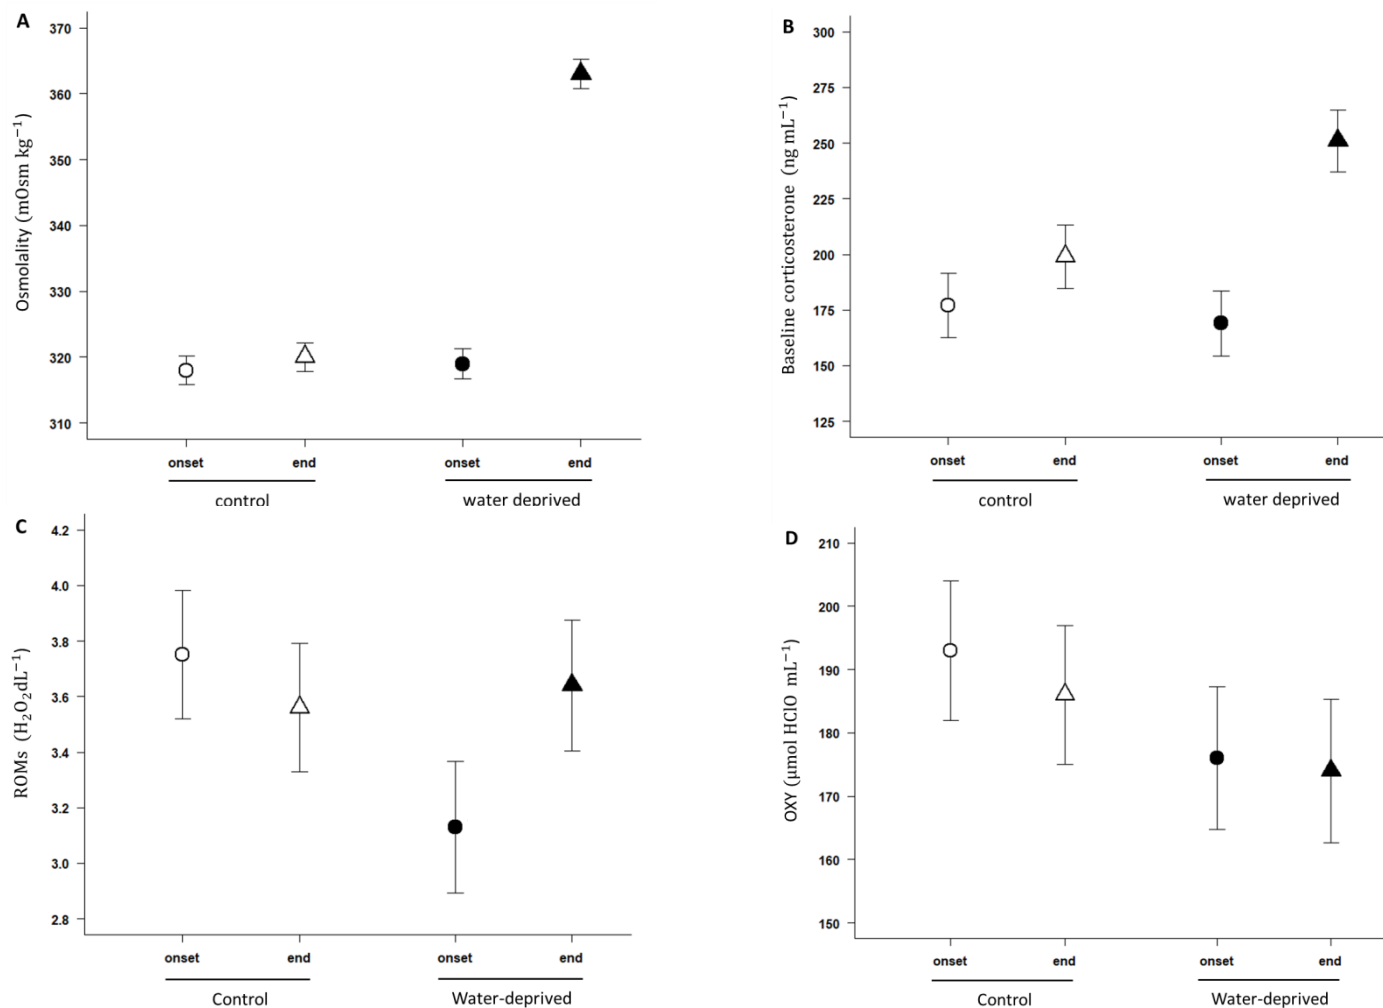 A
Osmolality (mOsm kg−1)
370
360
350
340
330
320
310
onset end onset end
control water deprived
B
Baseline corticosterone (ng mL−1)
300
275
250
225
200
175
150
125
onset end onset end
control water deprived
C
ROMs (H2O2dL−1)
4.2
4.0
3.8
3.6
3.4
3.2
3.0
2.8
onset end onset end
Control Water-deprived
D
OXY (μmol HClO mL−1)
210
200
190
180
170
160
150
onset end onset end
Control Water-deprived